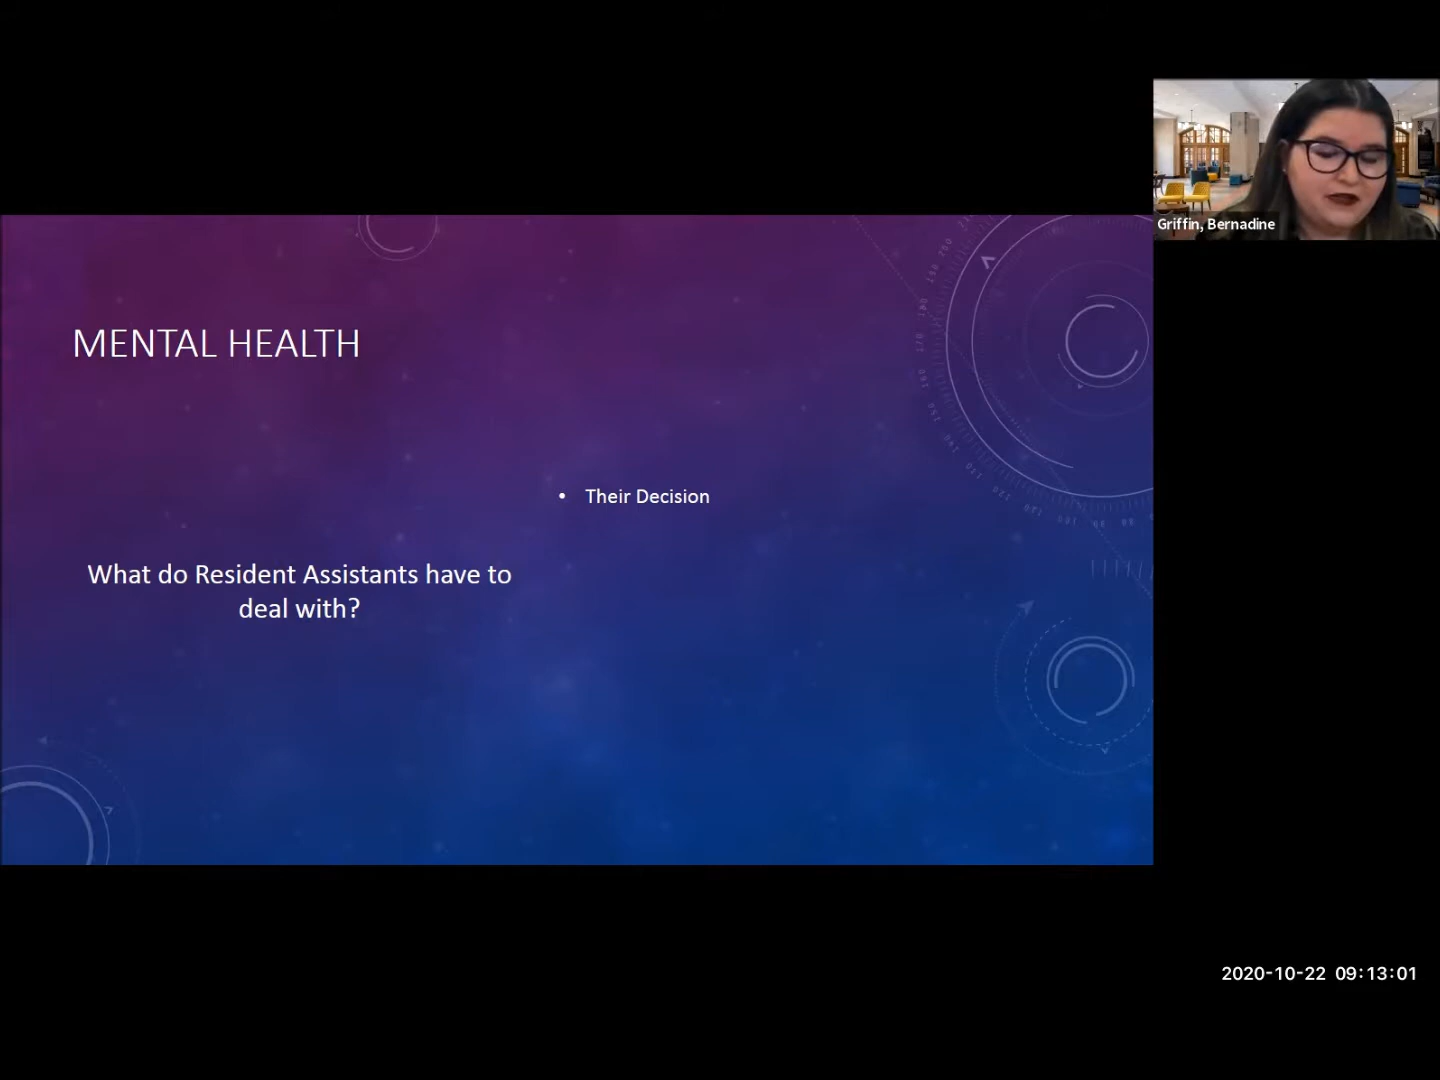 Griffin, Bernadine
MENTAL HEALTH
• Their Decision
What do Resident Assistants have to
deal with?
2020-10-22 09:13:01